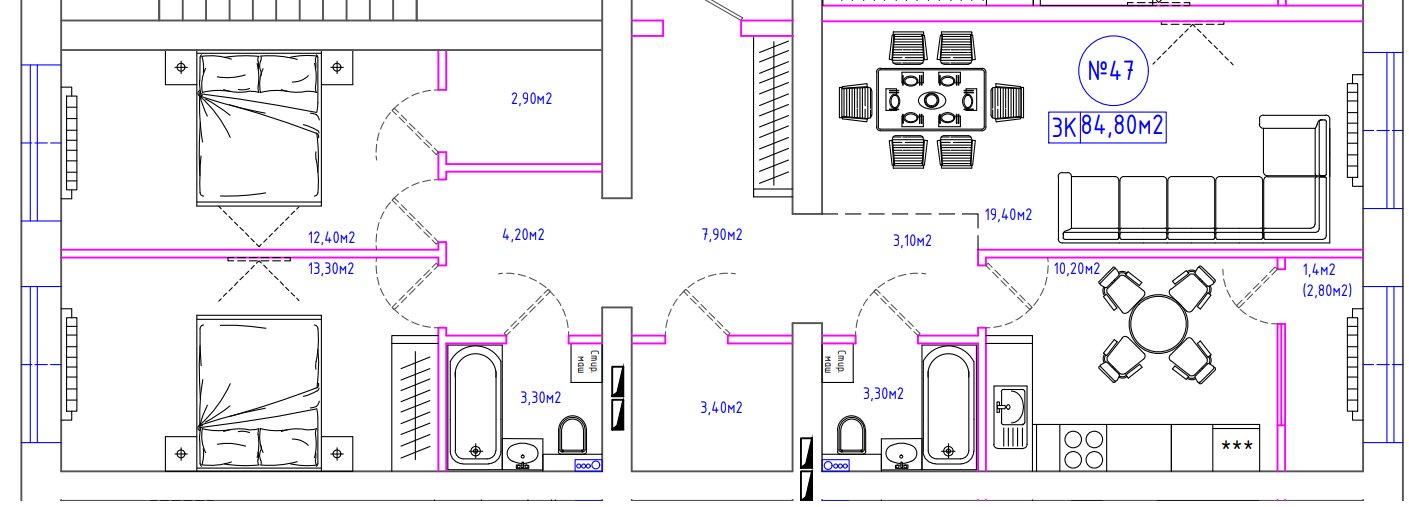 №47
3К 84,80м2
2,90м2
12,40м2
4,20м2
7,90м2
3,10м2
19,40м2
13,30м2
10,20м2
1,4м2
(2,80м2)
Стир.
маш
3,30м2
3,40м2
Стир.
маш
3,30м2
***